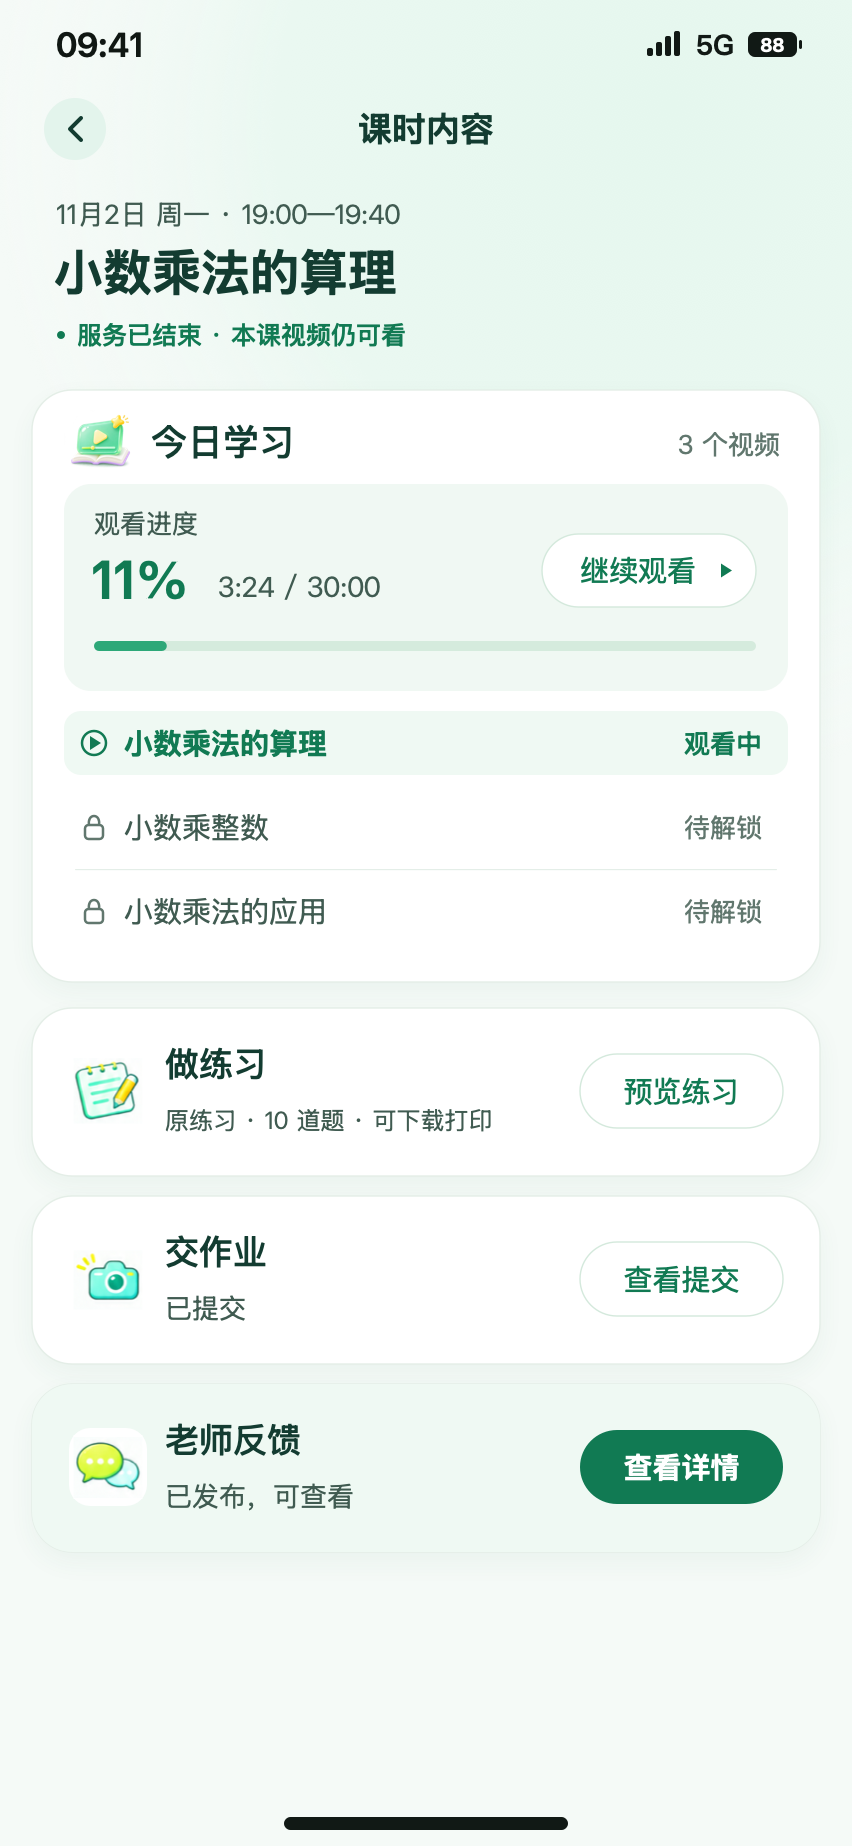 09:41
5G 88
课时内容
11月2日 周一 · 19:00—19:40
小数乘法的算理
• 服务已结束 · 本课视频仍可看
今日学习
3 个视频
观看进度
11% 3:24 / 30:00
继续观看
小数乘法的算理 观看中
小数乘整数 待解锁
小数乘法的应用 待解锁
做练习
原练习 · 10 道题 · 可下载打印
预览练习
交作业
已提交
查看提交
老师反馈
已发布，可查看
查看详情